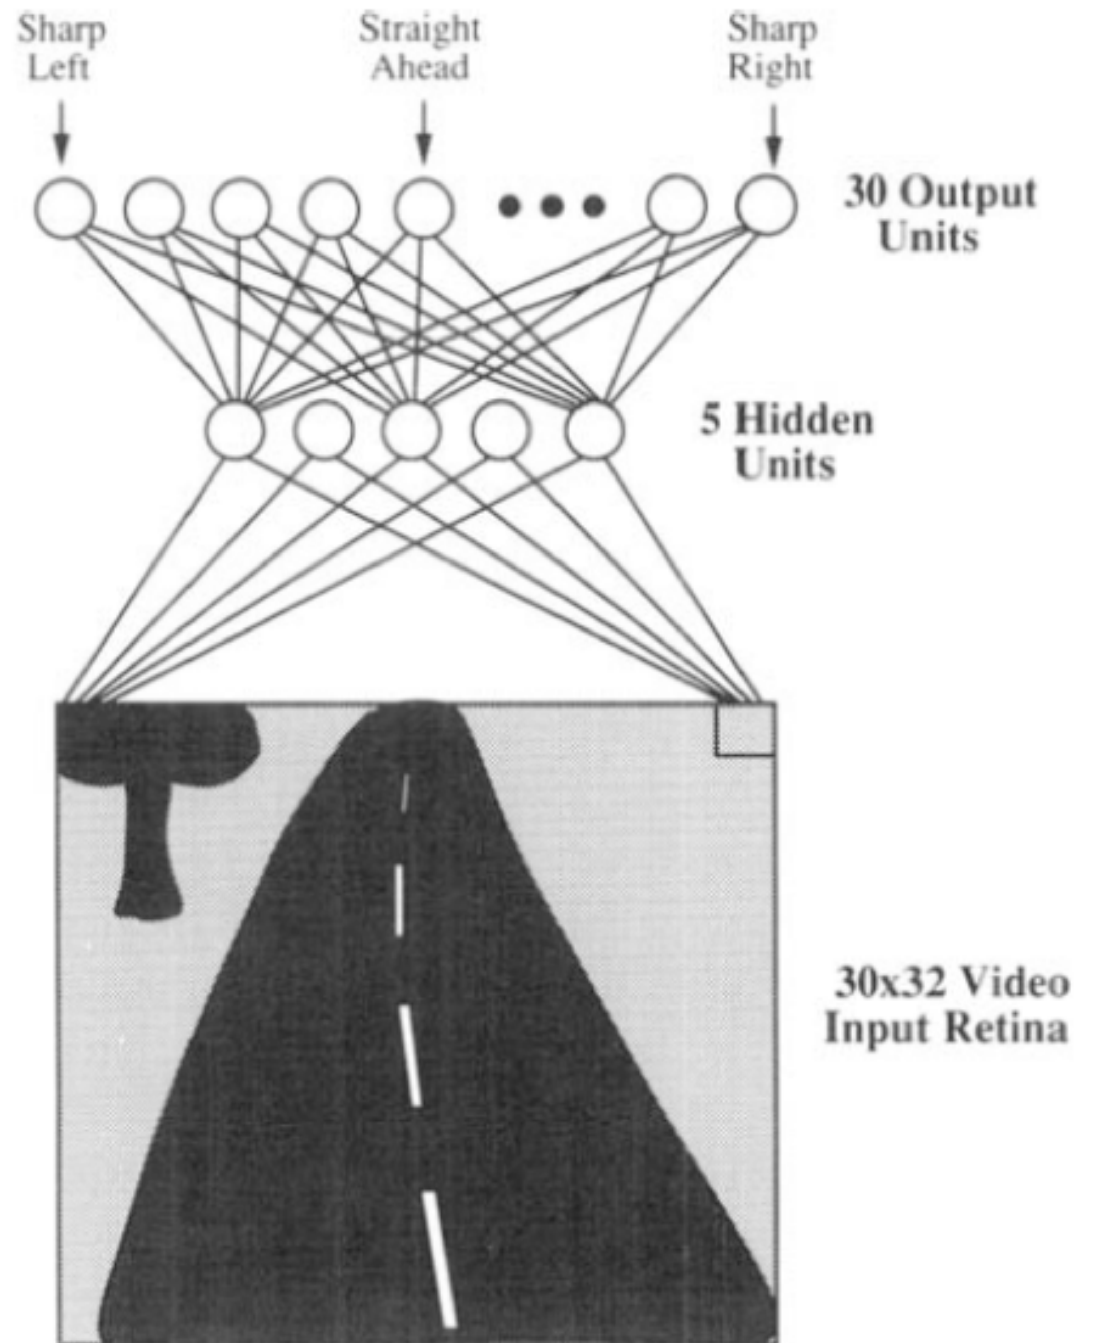 Sharp
Left
Straight
Ahead
Sharp
Right
30 Output
Units
5 Hidden
Units
30x32 Video
Input Retina